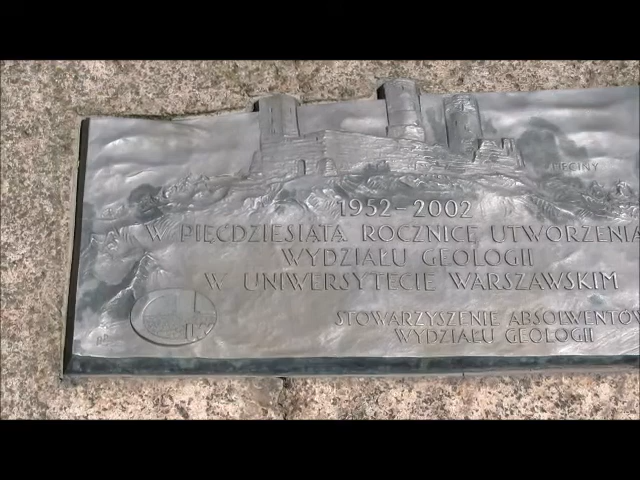 CHĘCINY
1952-2002
W PIĘĆDZIESIĄTĄ ROCZNICĘ UTWORZENIA
WYDZIAŁU GEOLOGII
W UNIWERSYTECIE WARSZAWSKIM
STOWARZYSZENIE ABSOLWENTÓW
WYDZIAŁU GEOLOGII